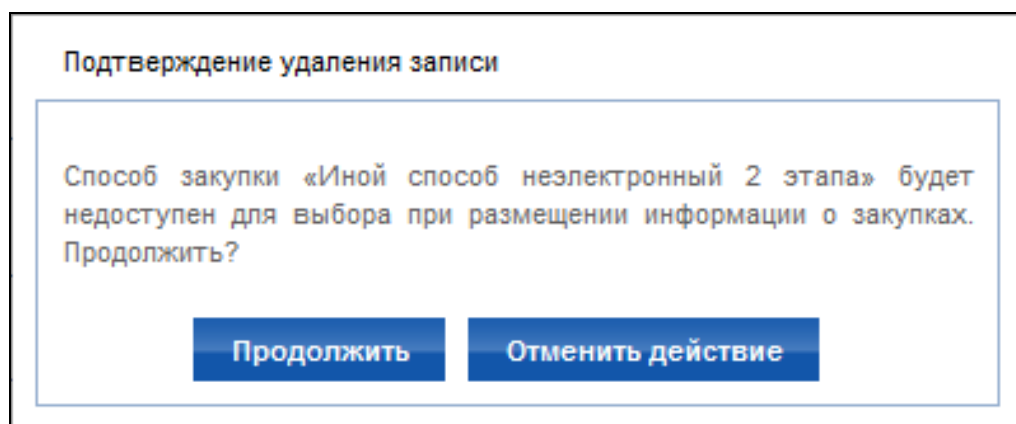 Подтверждение удаления записи
Способ закупки «Иной способ неэлектронный 2 этапа» будет
недоступен для выбора при размещении информации о закупках.
Продолжить?
Продолжить
Отменить действие